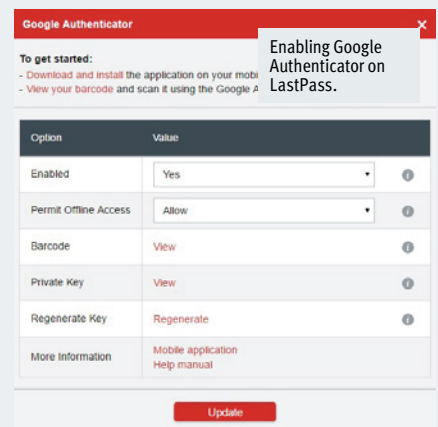 Google Authenticator ×
To get started:
- Download and install the application on your mobi
- View your barcode and scan it using the Google A
Enabling Google
Authenticator on
LastPass.
Option Value
Enabled Yes
Permit Offline Access Allow
Barcode View
Private Key View
Regenerate Key Regenerate
More Information Mobile application
Help manual
Update